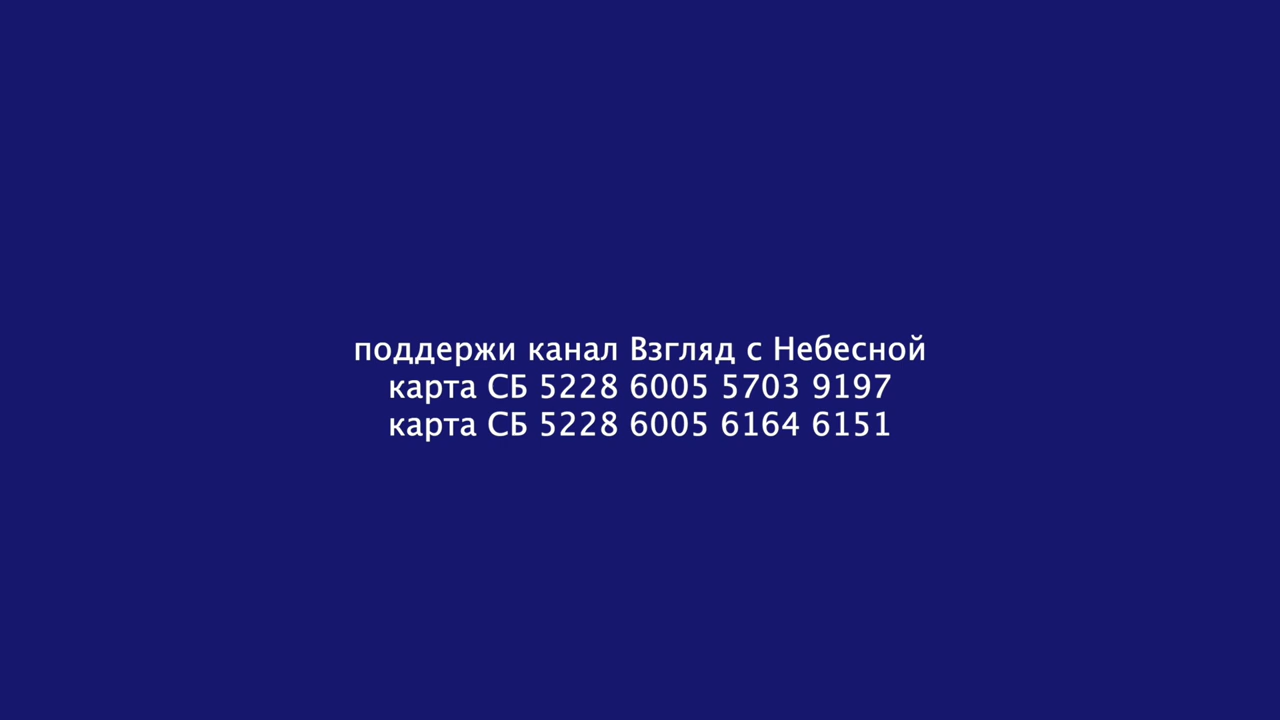 поддержи канал Взгляд с Небесной
карта СБ 5228 6005 5703 9197
карта СБ 5228 6005 6164 6151